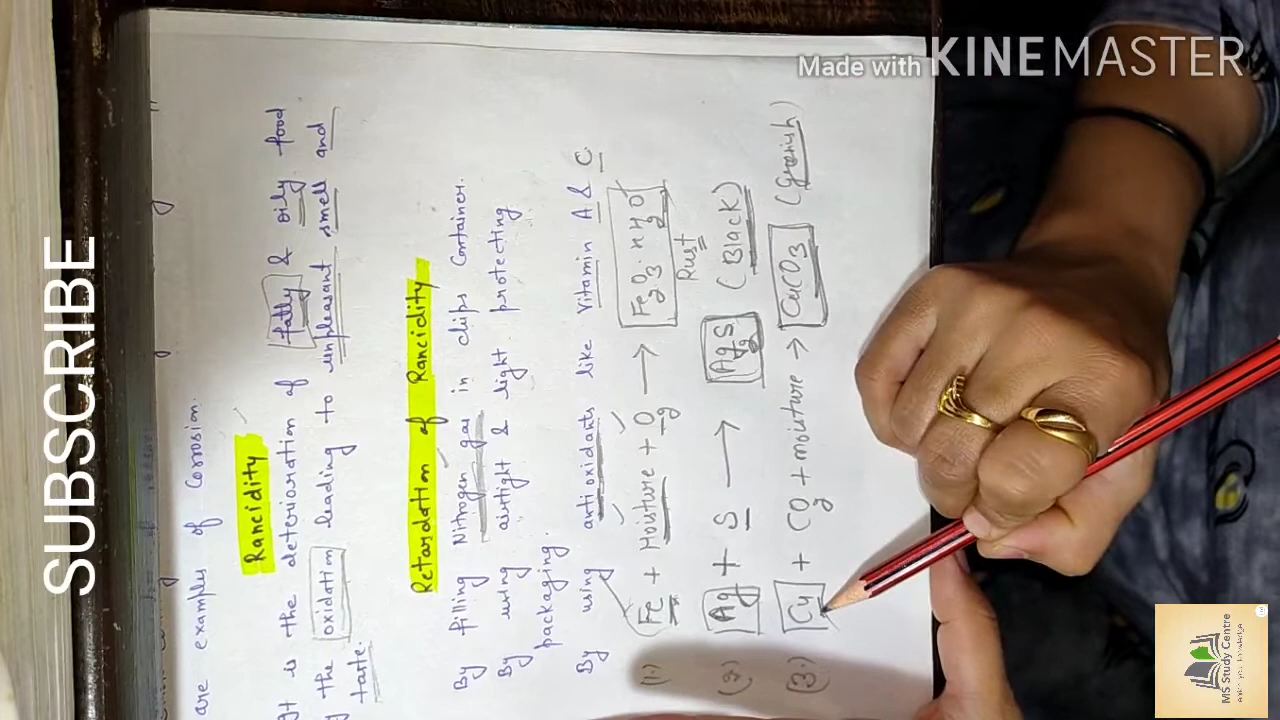 are examples of Corrosion.
Rancidity
It is the deterioration of fatly & oily food
the oxidation leading to unpleasant smell and
taste.
Retardation of Rancidity
By filling Nitrogen gas in clips Container.
By using airtight & light protecting
packaging.
By using antioxidants like vitamin A & C.
(1.) Fe + Moisture + O2 → Fe2O3·xH2O
Rust
(2.) Ag + S → Ag2S (Black)
(3.) Cu + CO2 + moisture → CuCO3 (Greenish)
SUBSCRIBE
Made with KINEMASTER
MS Study Centre